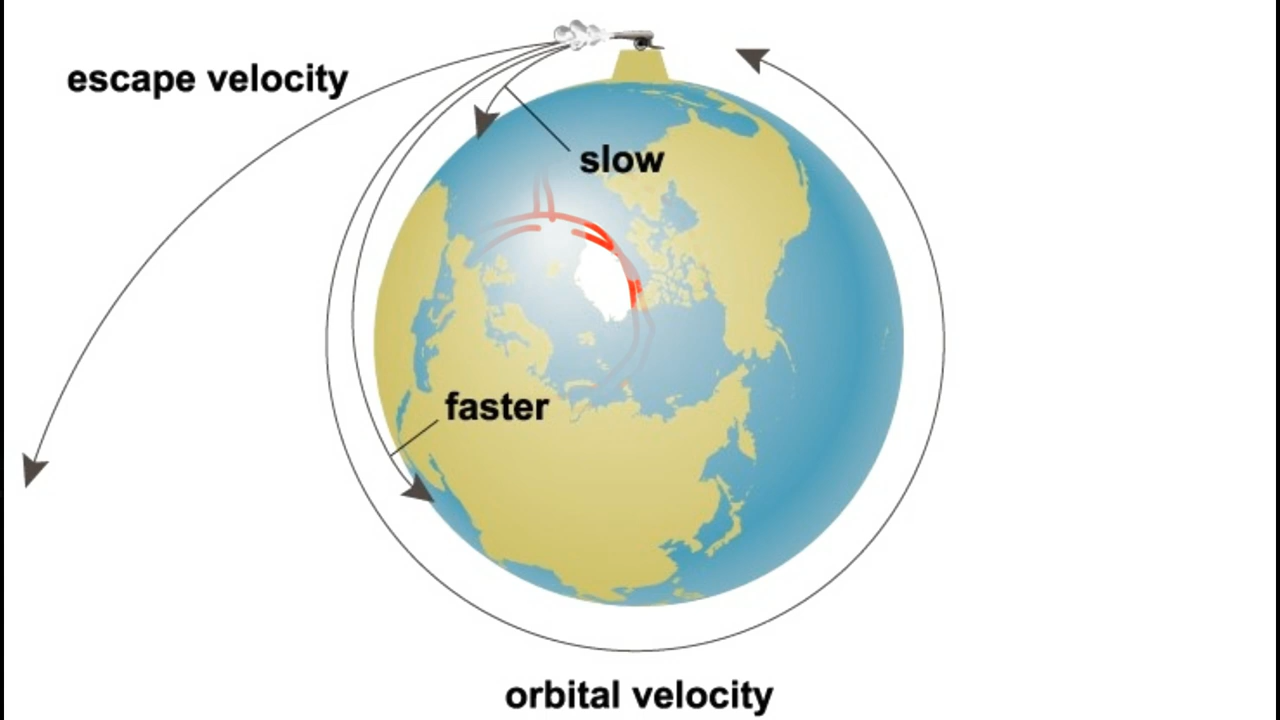 escape velocity
slow
faster
orbital velocity